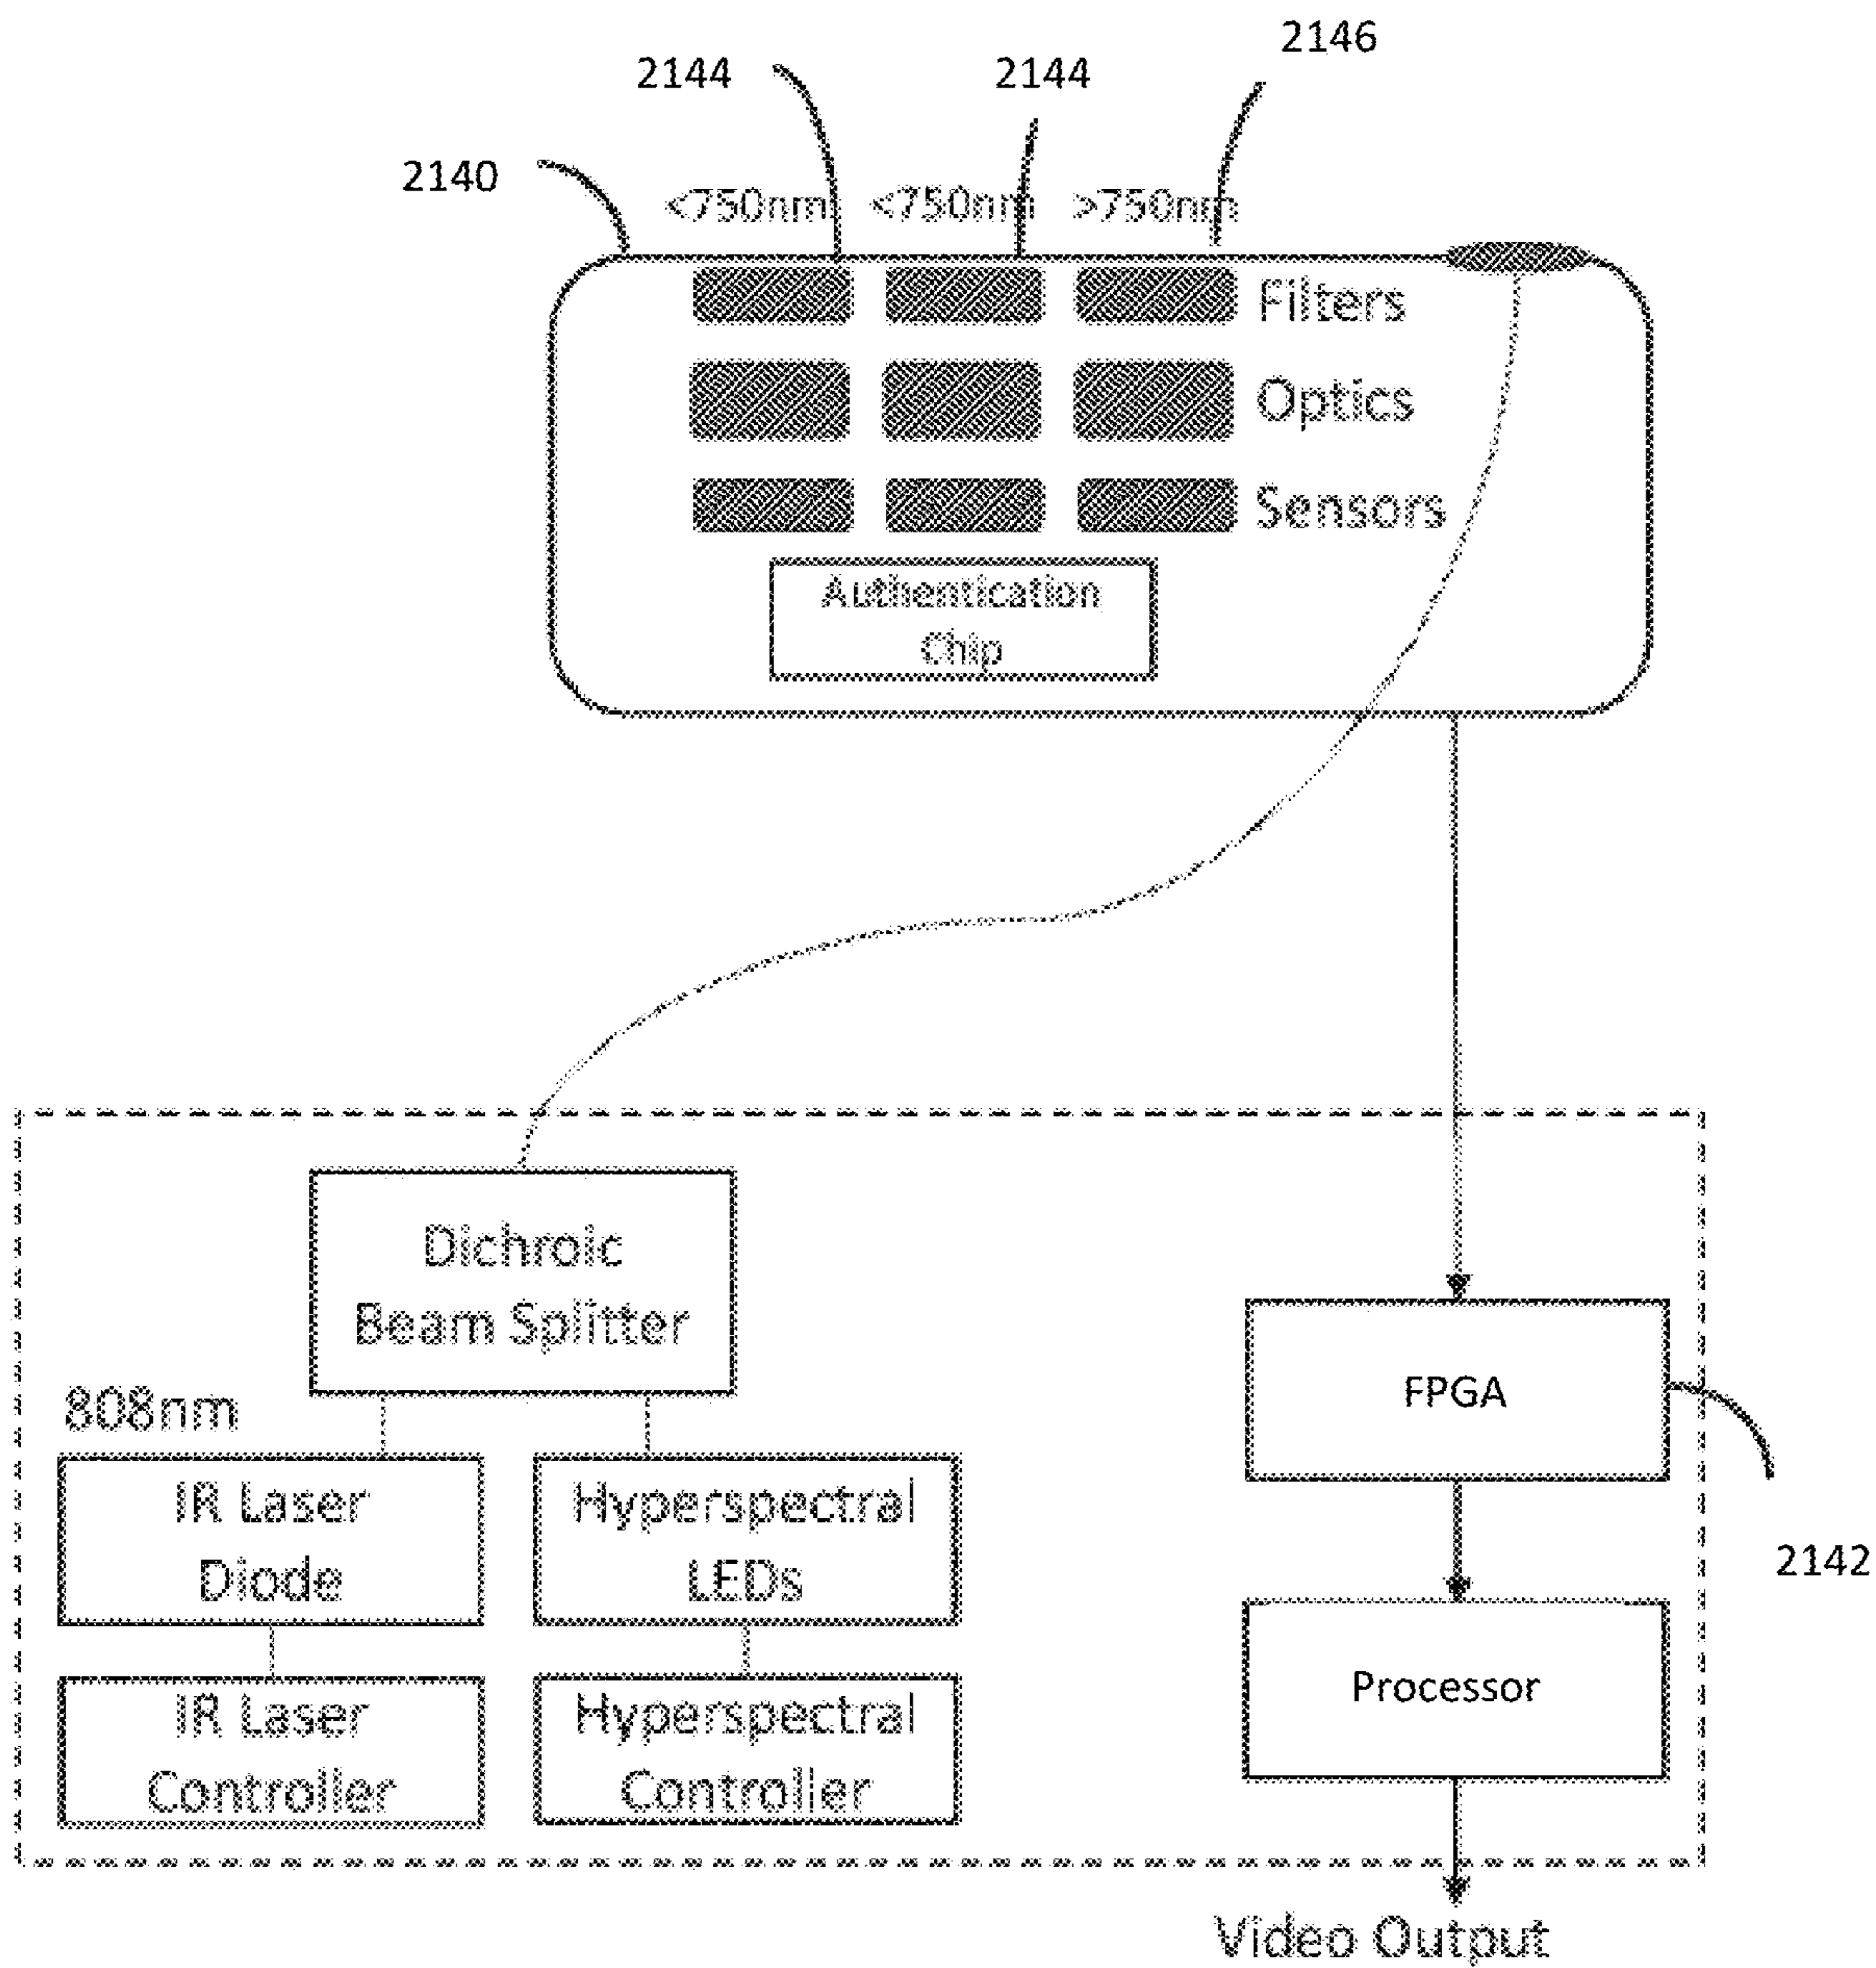 2146
2144
2144
2140
<750nm
<750nm
>750nm
Filters
Optics
Sensors
Authentication
Chip
Dichroic
Beam Splitter
808nm
IR Laser
Diode
Hyperspectral
LEDs
IR Laser
Controller
Hyperspectral
Controller
FPGA
2142
Processor
Video Output